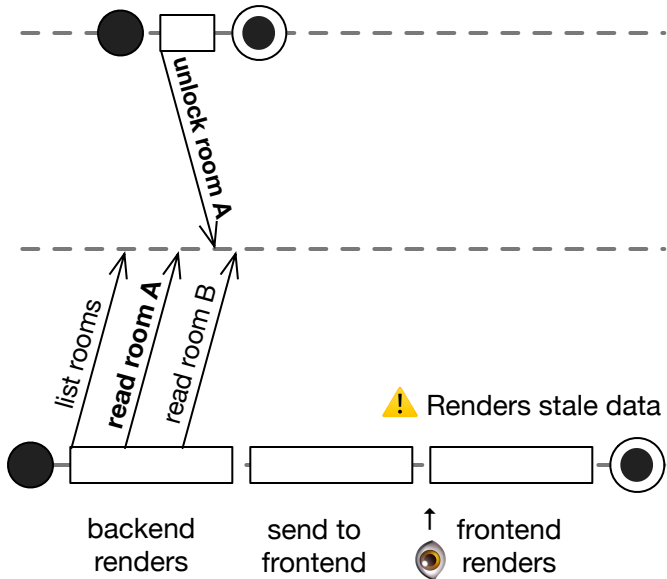 unlock room A
list rooms
read room A
read room B
⚠️ Renders stale data
backend
renders
send to
frontend
↑
frontend
renders